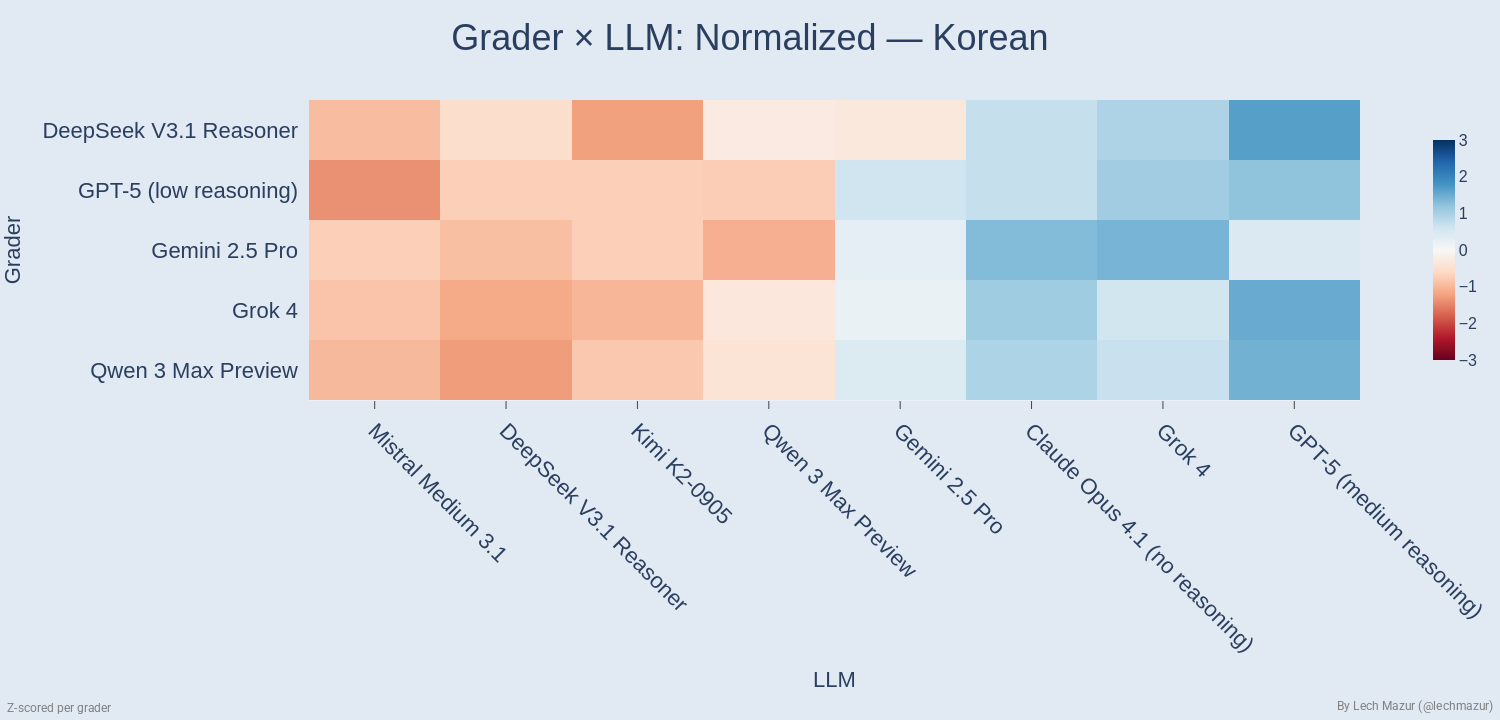 Grader × LLM: Normalized — Korean
Grader
DeepSeek V3.1 Reasoner
GPT-5 (low reasoning)
Gemini 2.5 Pro
Grok 4
Qwen 3 Max Preview
3
2
1
0
−1
−2
−3
Mistral Medium 3.1
DeepSeek V3.1 Reasoner
Kimi K2-0905
Qwen 3 Max Preview
Gemini 2.5 Pro
Claude Opus 4.1 (no reasoning)
Grok 4
GPT-5 (medium reasoning)
LLM
Z-scored per grader
By Lech Mazur (@lechmazur)